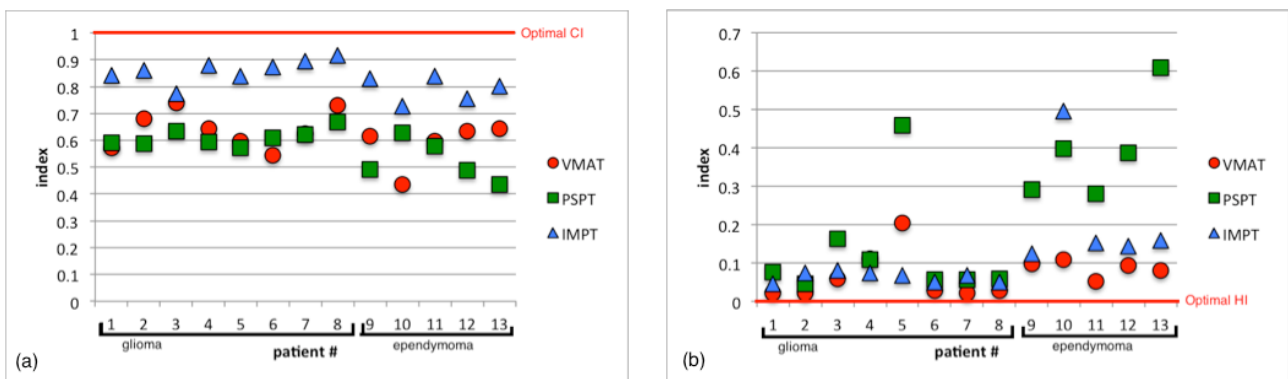 1
0.9
0.8
0.7
0.6
0.5
0.4
0.3
0.2
0.1
0
index
Optimal CI
VMAT
PSPT
IMPT
1 2 3 4 5 6 7 8 9 10 11 12 13
glioma patient # ependymoma
(a)
0.7
0.6
0.5
0.4
0.3
0.2
0.1
0
index
VMAT
PSPT
IMPT
Optimal HI
1 2 3 4 5 6 7 8 9 10 11 12 13
glioma patient # ependymoma
(b)